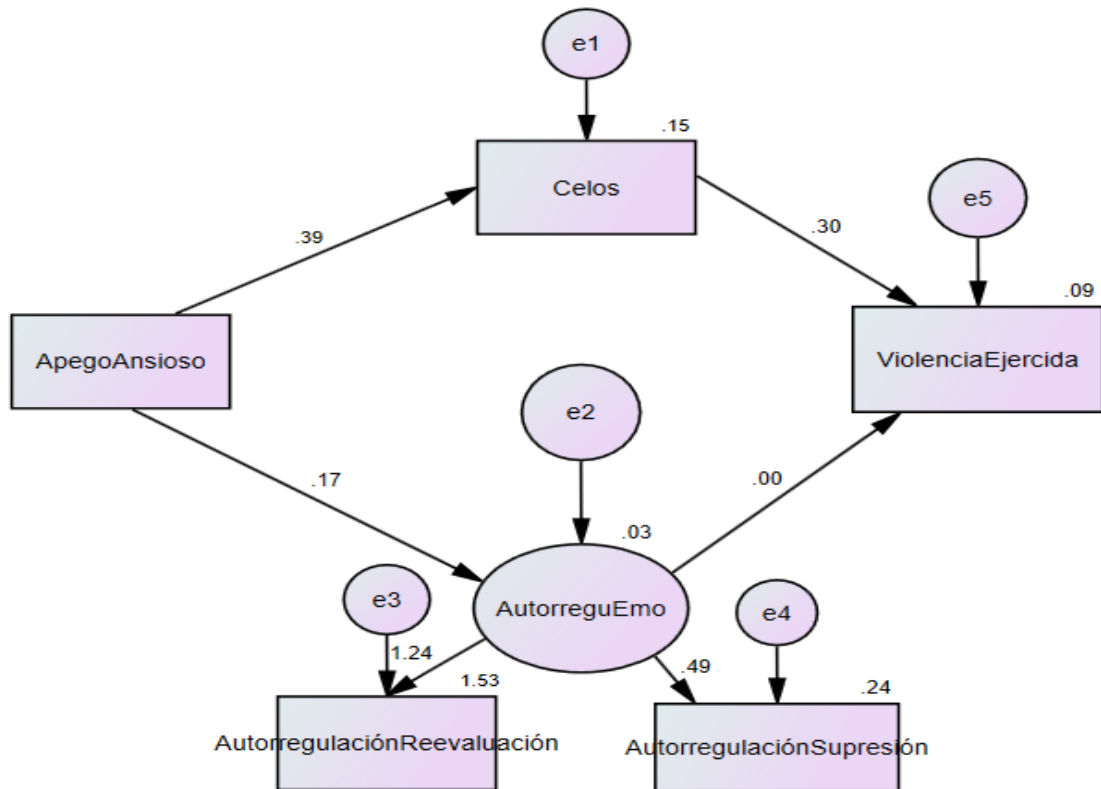 e1
.15
Celos
e5
.39
.30
.09
ApegoAnsioso
ViolenciaEjercida
e2
.17
.00
.03
e3
AutorreguEmo
e4
1.24
.49
1.53
.24
AutorregulaciónReevaluación
AutorregulaciónSupresión